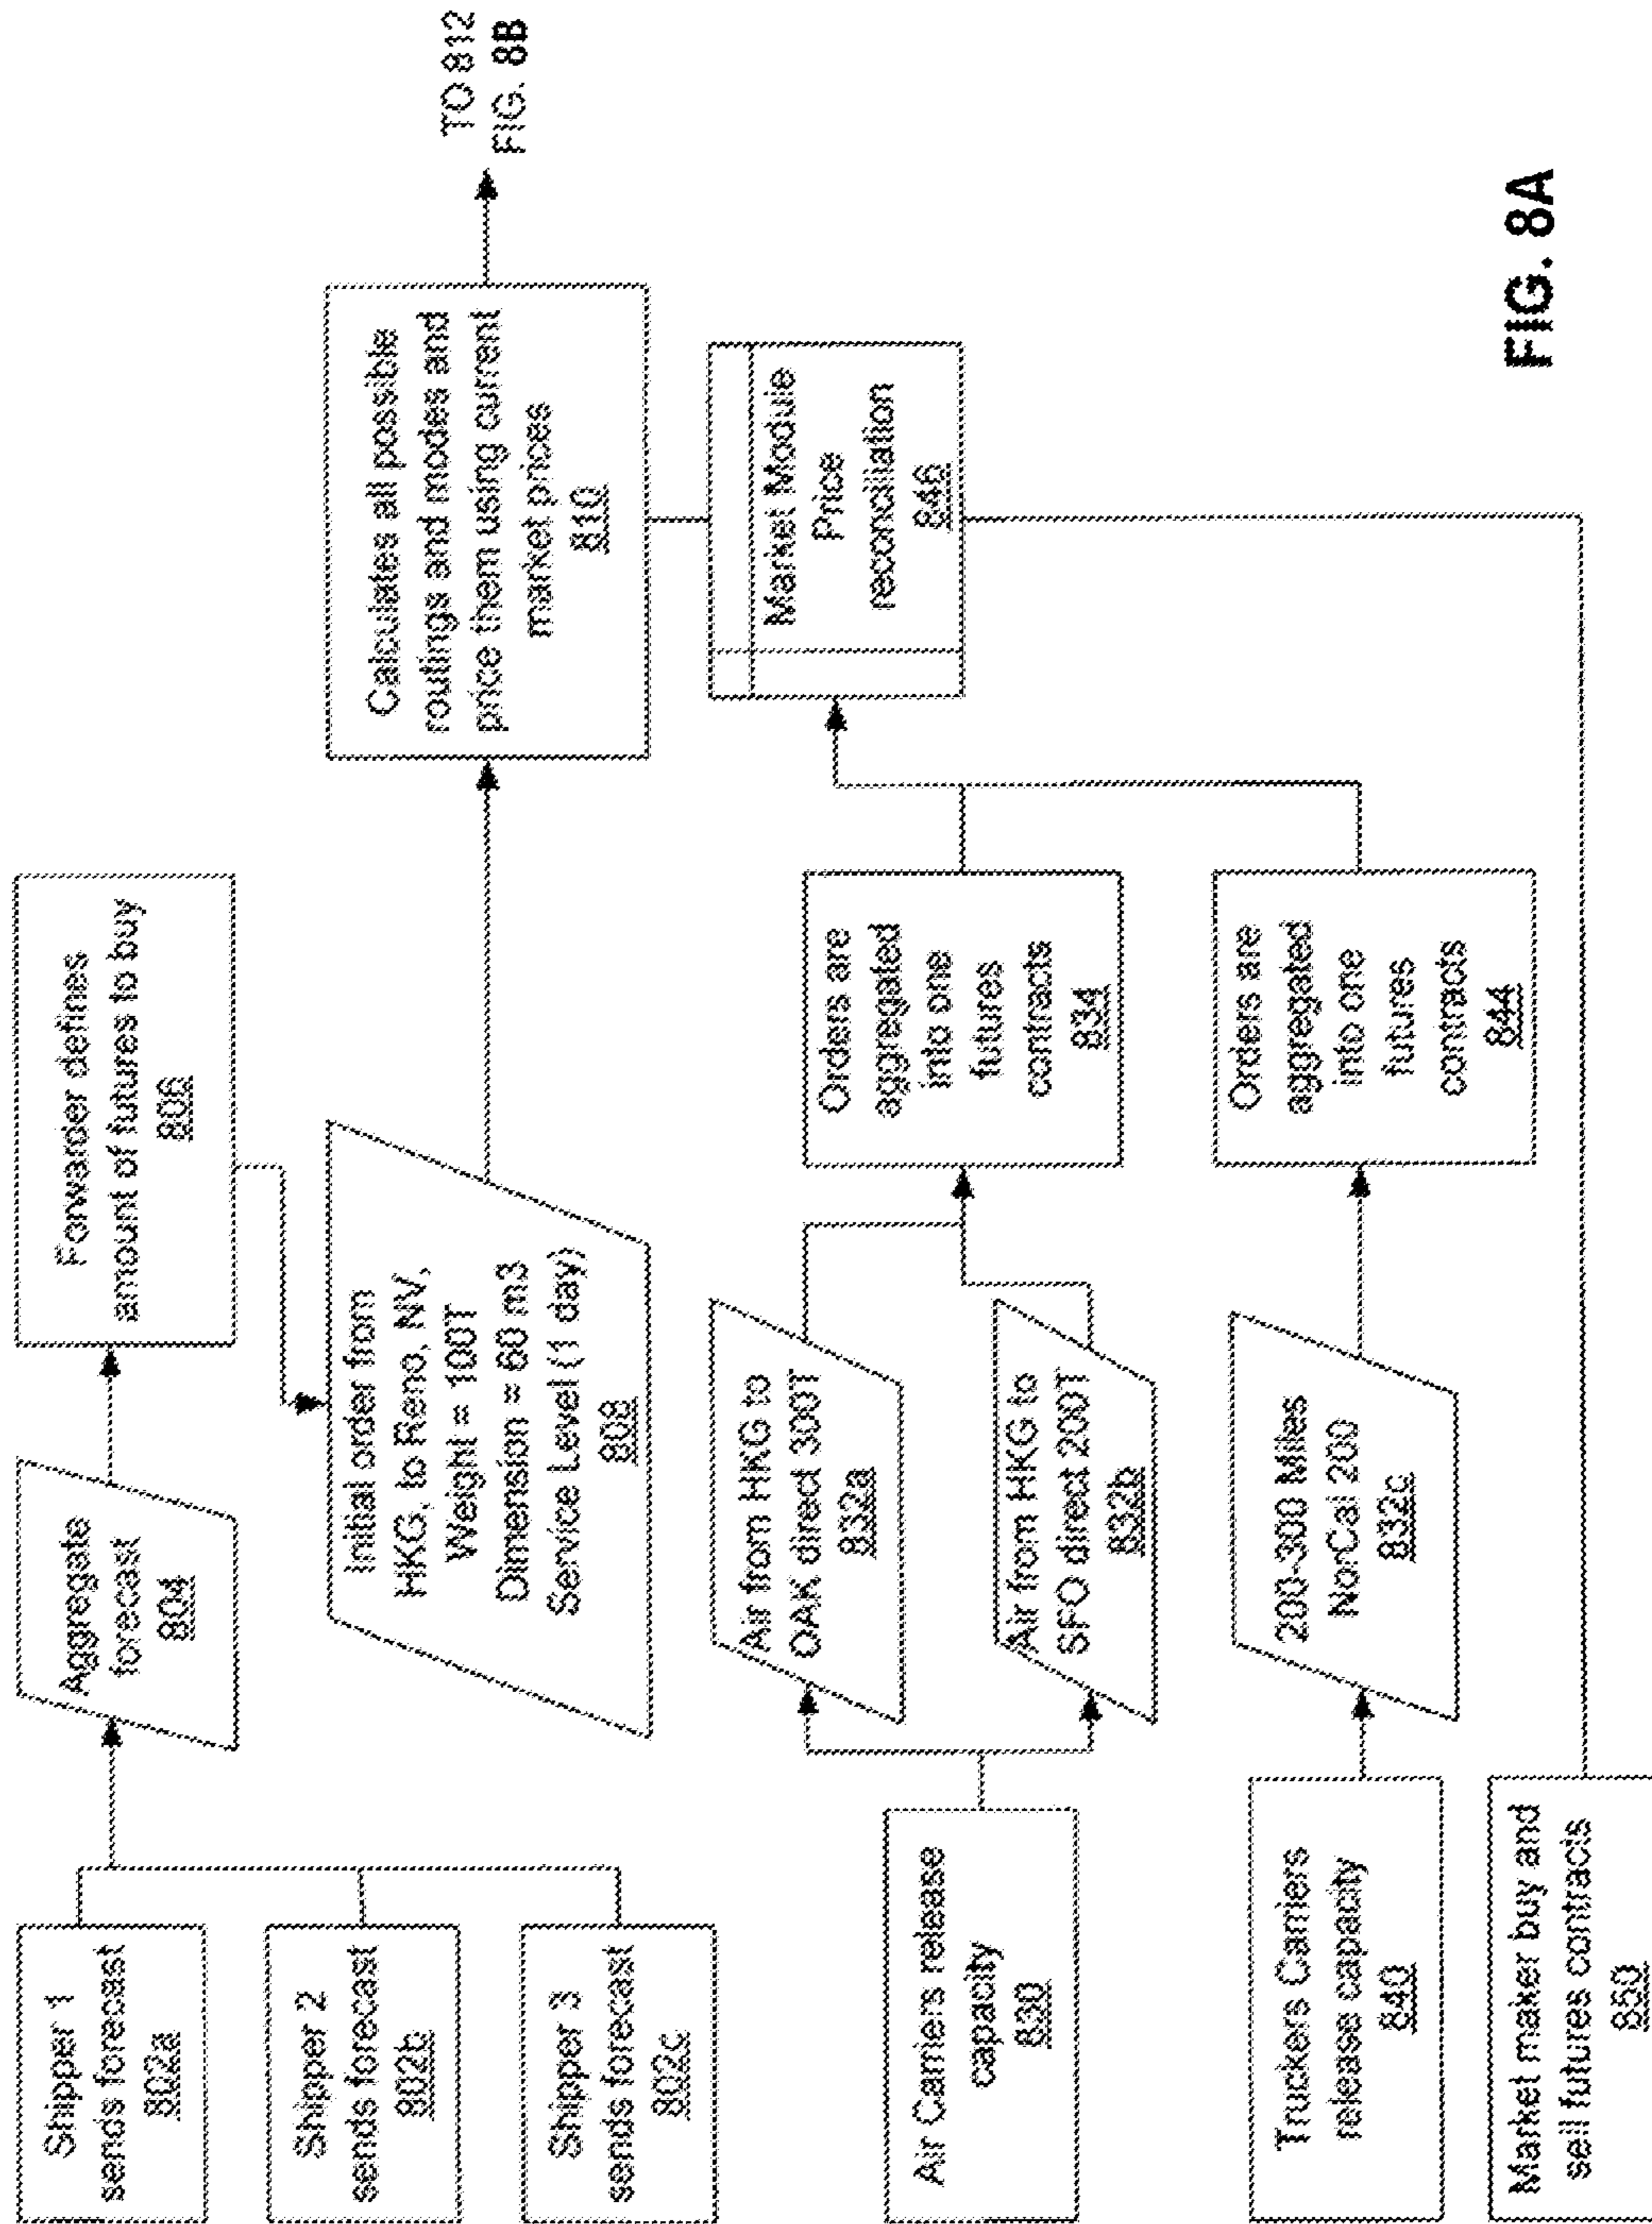 Shipper 1
sends forecast
802a
Shipper 2
sends forecast
802b
Shipper 3
sends forecast
802c
Aggregate
forecast
804
Forwarder defines
amount of futures to buy
806
Initial order from
HKG, to Reno, NV,
Weight = 100T
Dimension = 60 m3
Service Level (1 day)
808
Calculates all possible
routings and modes and
price them using current
market prices
810
TO 812
FIG. 8B
Air Carriers release
capacity
830
Air from HKG to
OAK direct 300T
832a
Air from HKG to
SFO direct 200T
832b
Orders are
aggregated
into one
futures
contracts
834
Market Module
Price
reconciliation
846
Truckers Carriers
release capacity
840
200-300 Miles
NorCal 200
832c
Orders are
aggregated
into one
futures
contracts
844
Market maker buy and
sell futures contracts
850
FIG. 8A